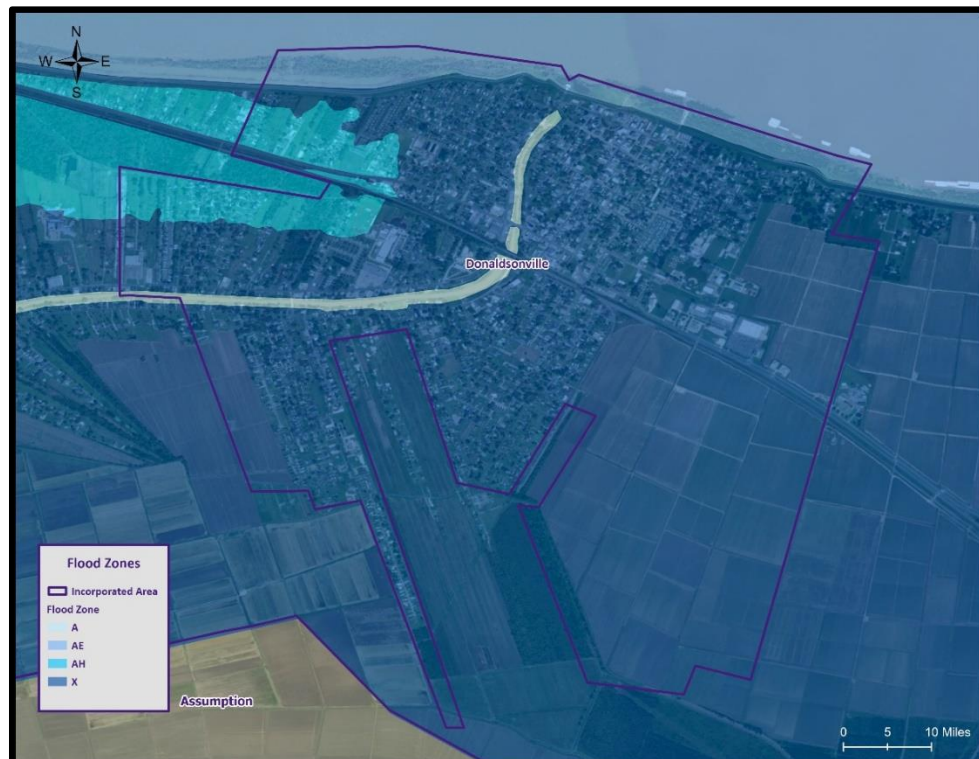 N
W E
S
Donaldsonville
Flood Zones
Incorporated Area
Flood Zone
A
AE
AH
X
Assumption
0 5 10 Miles